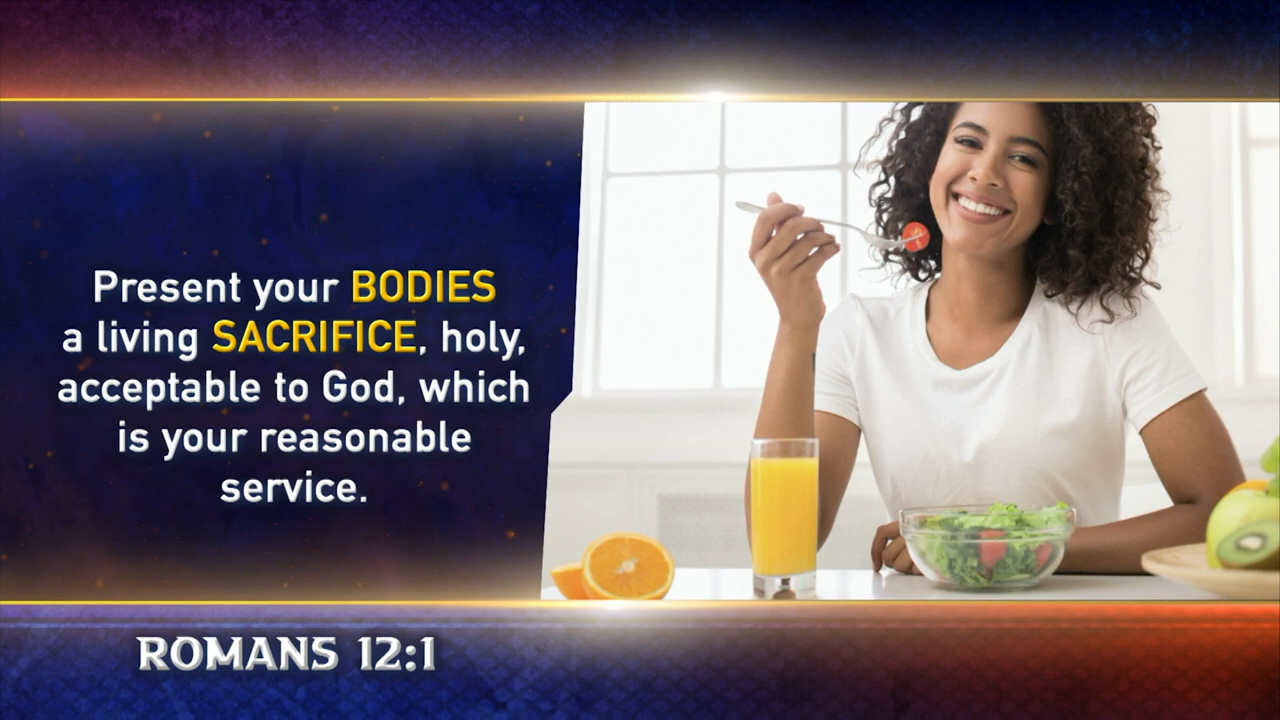 Present your BODIES
a living SACRIFICE, holy,
acceptable to God, which
is your reasonable
service.
ROMANS 12:1